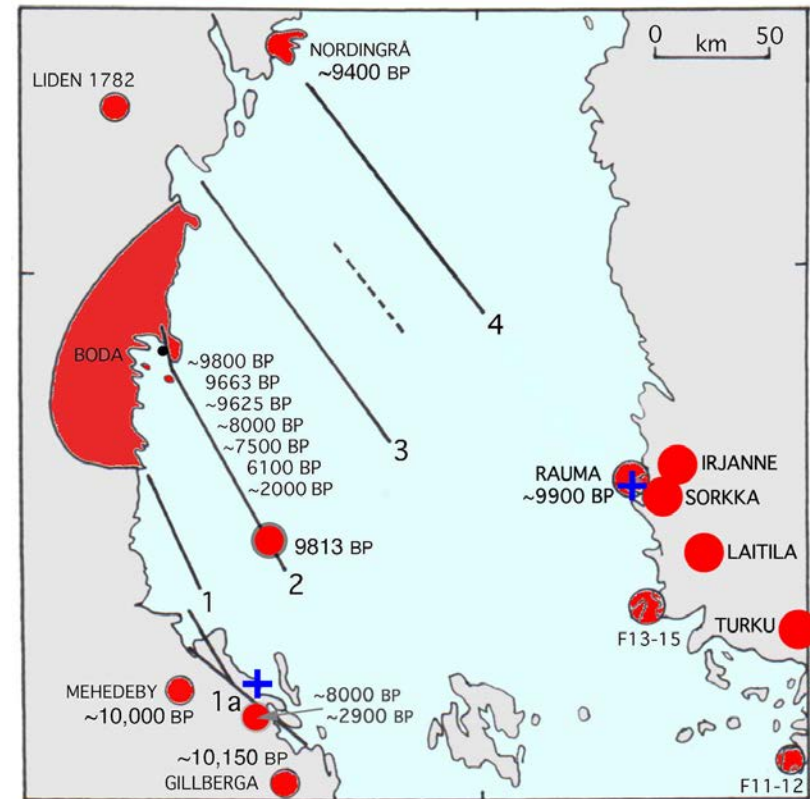 NORDINGRÅ
~9400 BP
0 50
km
LIDEN 1782
4
BODA
~9800 BP
9663 BP
~9625 BP
~8000 BP
~7500 BP
6100 BP
~2000 BP
3
RAUMA
~9900 BP
IRJANNE
SORKKA
9813 BP
LAITILA
2
1
F13-15
TURKU
MEHEDEBY
~10,000 BP
1a
~8000 BP
~2900 BP
~10,150 BP
GILLBERGA
F11-12